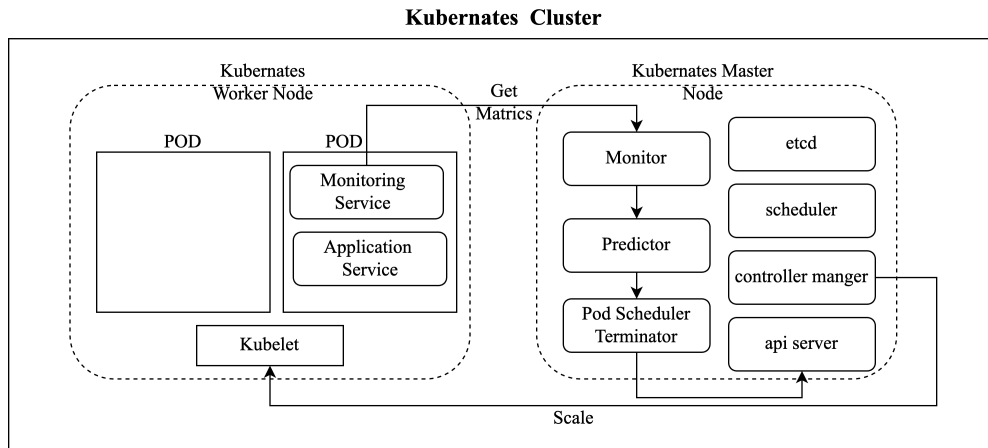 Kubernates Cluster
Kubernates
Worker Node
POD
POD
Monitoring
Service
Application
Service
Kubelet
Get
Matrics
Kubernates Master
Node
Monitor
Predictor
Pod Scheduler
Terminator
etcd
scheduler
controller manger
api server
Scale